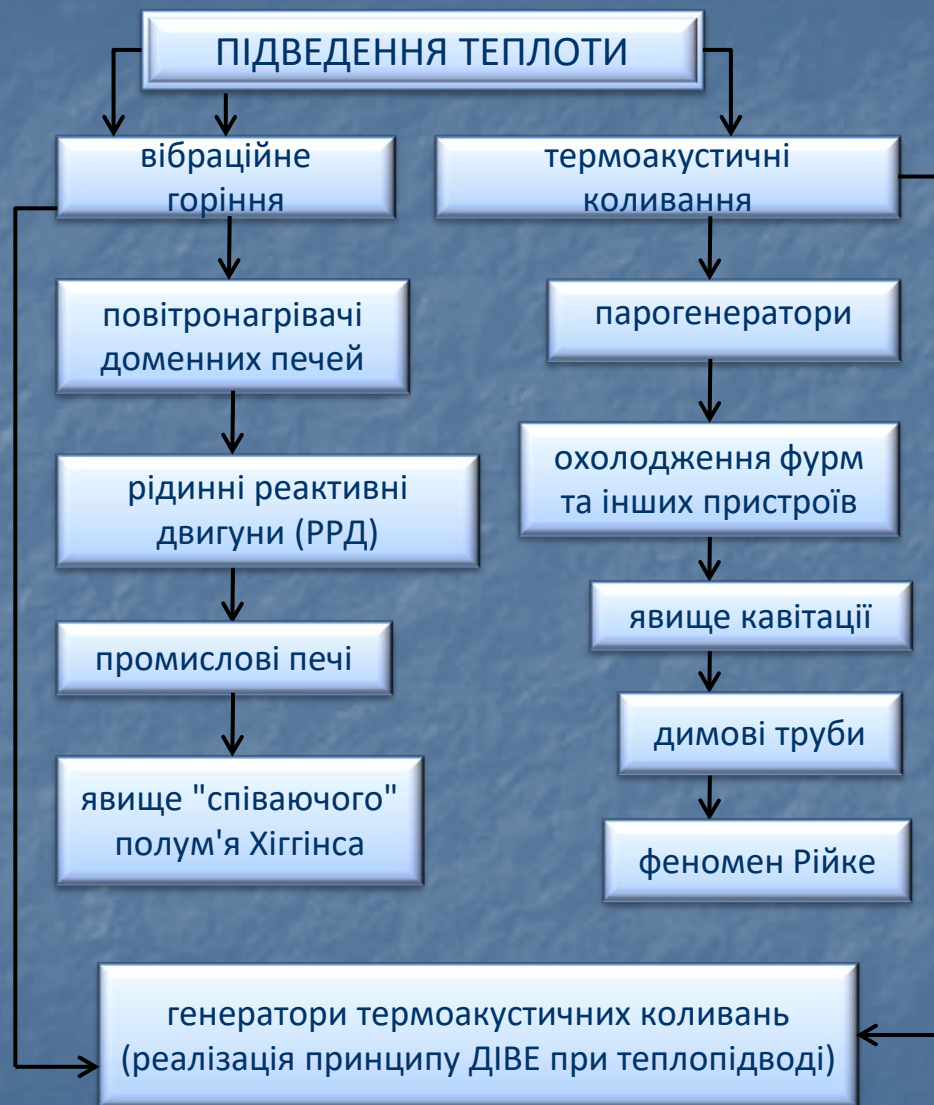 ПІДВЕДЕННЯ ТЕПЛОТИ
вібраційне
горіння
термоакустичні
коливання
повітронагрівачі
доменних печей
парогенератори
рідинні реактивні
двигуни (РРД)
охолодження фурм
та інших пристроїв
промислові печі
явище кавітації
явище "співаючого"
полум'я Хіггінса
димові труби
феномен Рійке
генератори термоакустичних коливань
(реалізація принципу ДІВЕ при теплопідводі)